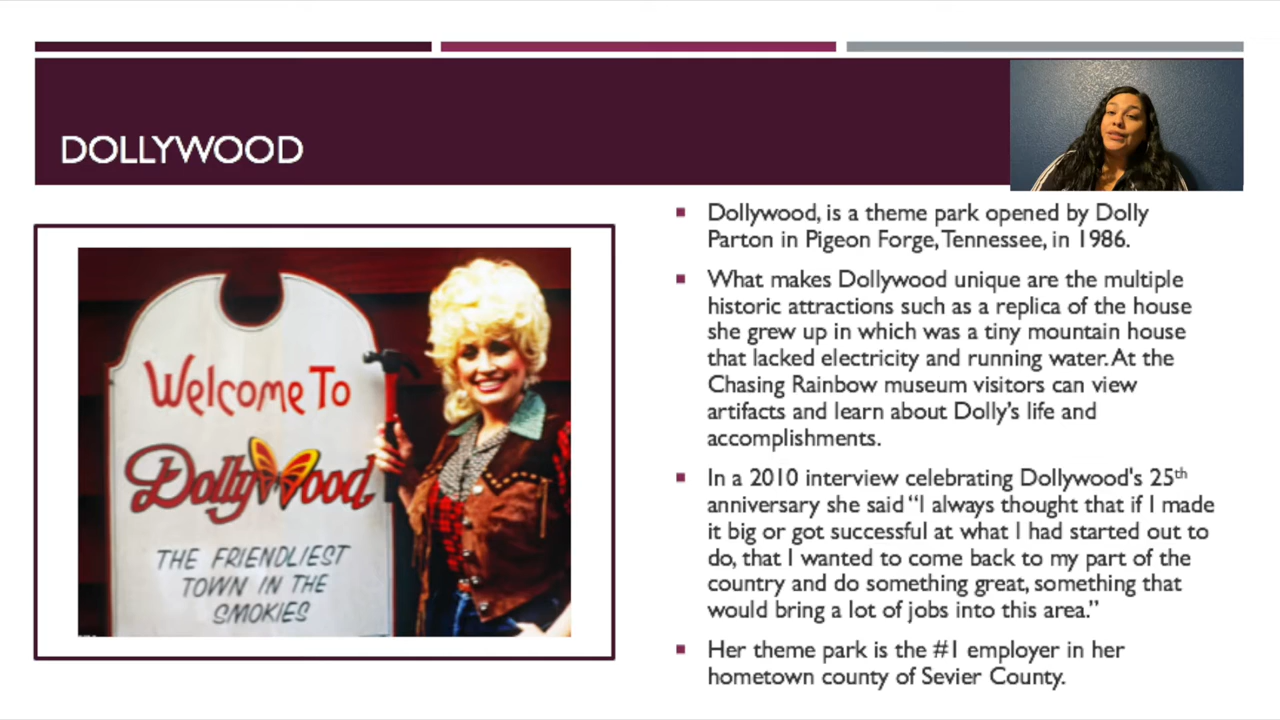 DOLLYWOOD
Welcome To
Dollywood
THE FRIENDLIEST
TOWN IN THE
SMOKIES
▪ Dollywood, is a theme park opened by Dolly
Parton in Pigeon Forge, Tennessee, in 1986.
▪ What makes Dollywood unique are the multiple
historic attractions such as a replica of the house
she grew up in which was a tiny mountain house
that lacked electricity and running water. At the
Chasing Rainbow museum visitors can view
artifacts and learn about Dolly's life and
accomplishments.
▪ In a 2010 interview celebrating Dollywood's 25th
anniversary she said “I always thought that if I made
it big or got successful at what I had started out to
do, that I wanted to come back to my part of the
country and do something great, something that
would bring a lot of jobs into this area.”
▪ Her theme park is the #1 employer in her
hometown county of Sevier County.